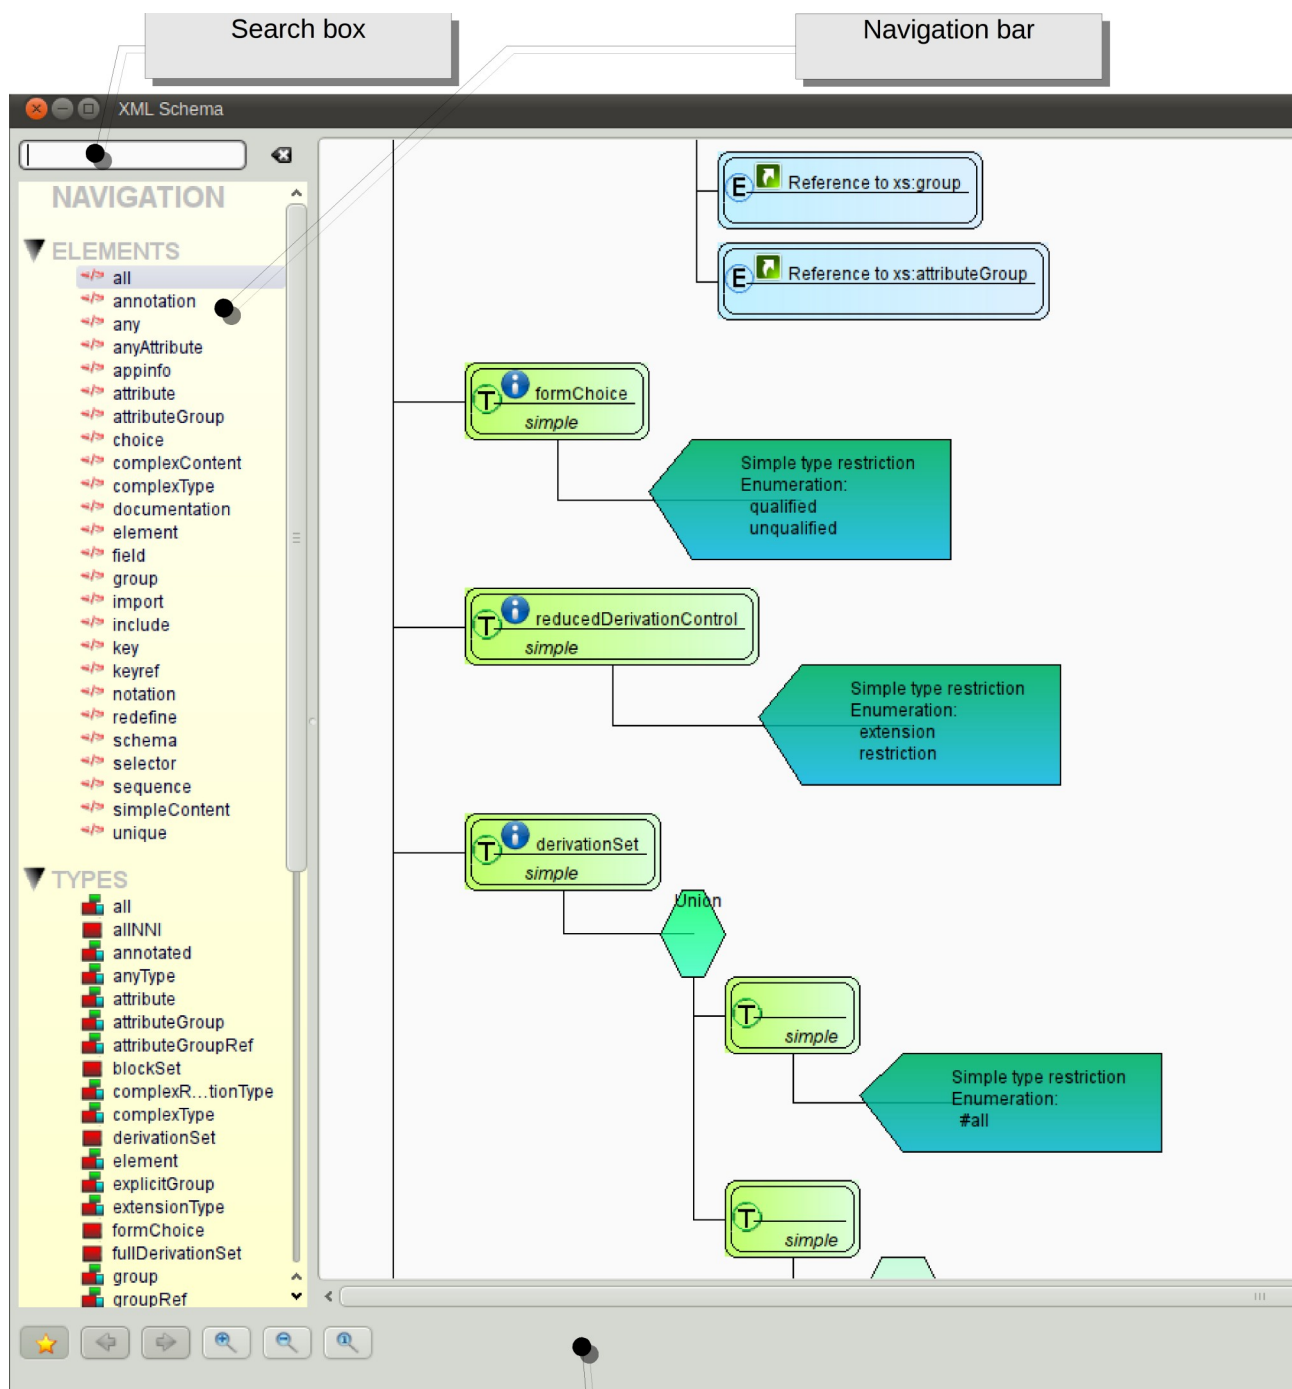 Search box
Navigation bar
XML Schema
NAVIGATION
ELEMENTS
all
annotation
any
anyAttribute
appinfo
attribute
attributeGroup
choice
complexContent
complexType
documentation
element
field
group
import
include
key
keyref
notation
redefine
schema
selector
sequence
simpleContent
unique
TYPES
all
allNNI
annotated
anyType
attribute
attributeGroup
attributeGroupRef
blockSet
complexR...tionType
complexType
derivationSet
element
explicitGroup
extensionType
formChoice
fullDerivationSet
group
groupRef
E Reference to xs:group
E Reference to xs:attributeGroup
T i formChoice
simple
Simple type restriction
Enumeration:
qualified
unqualified
T i reducedDerivationControl
simple
Simple type restriction
Enumeration:
extension
restriction
T i derivationSet
simple
Union
T
simple
Simple type restriction
Enumeration:
#all
T
simple